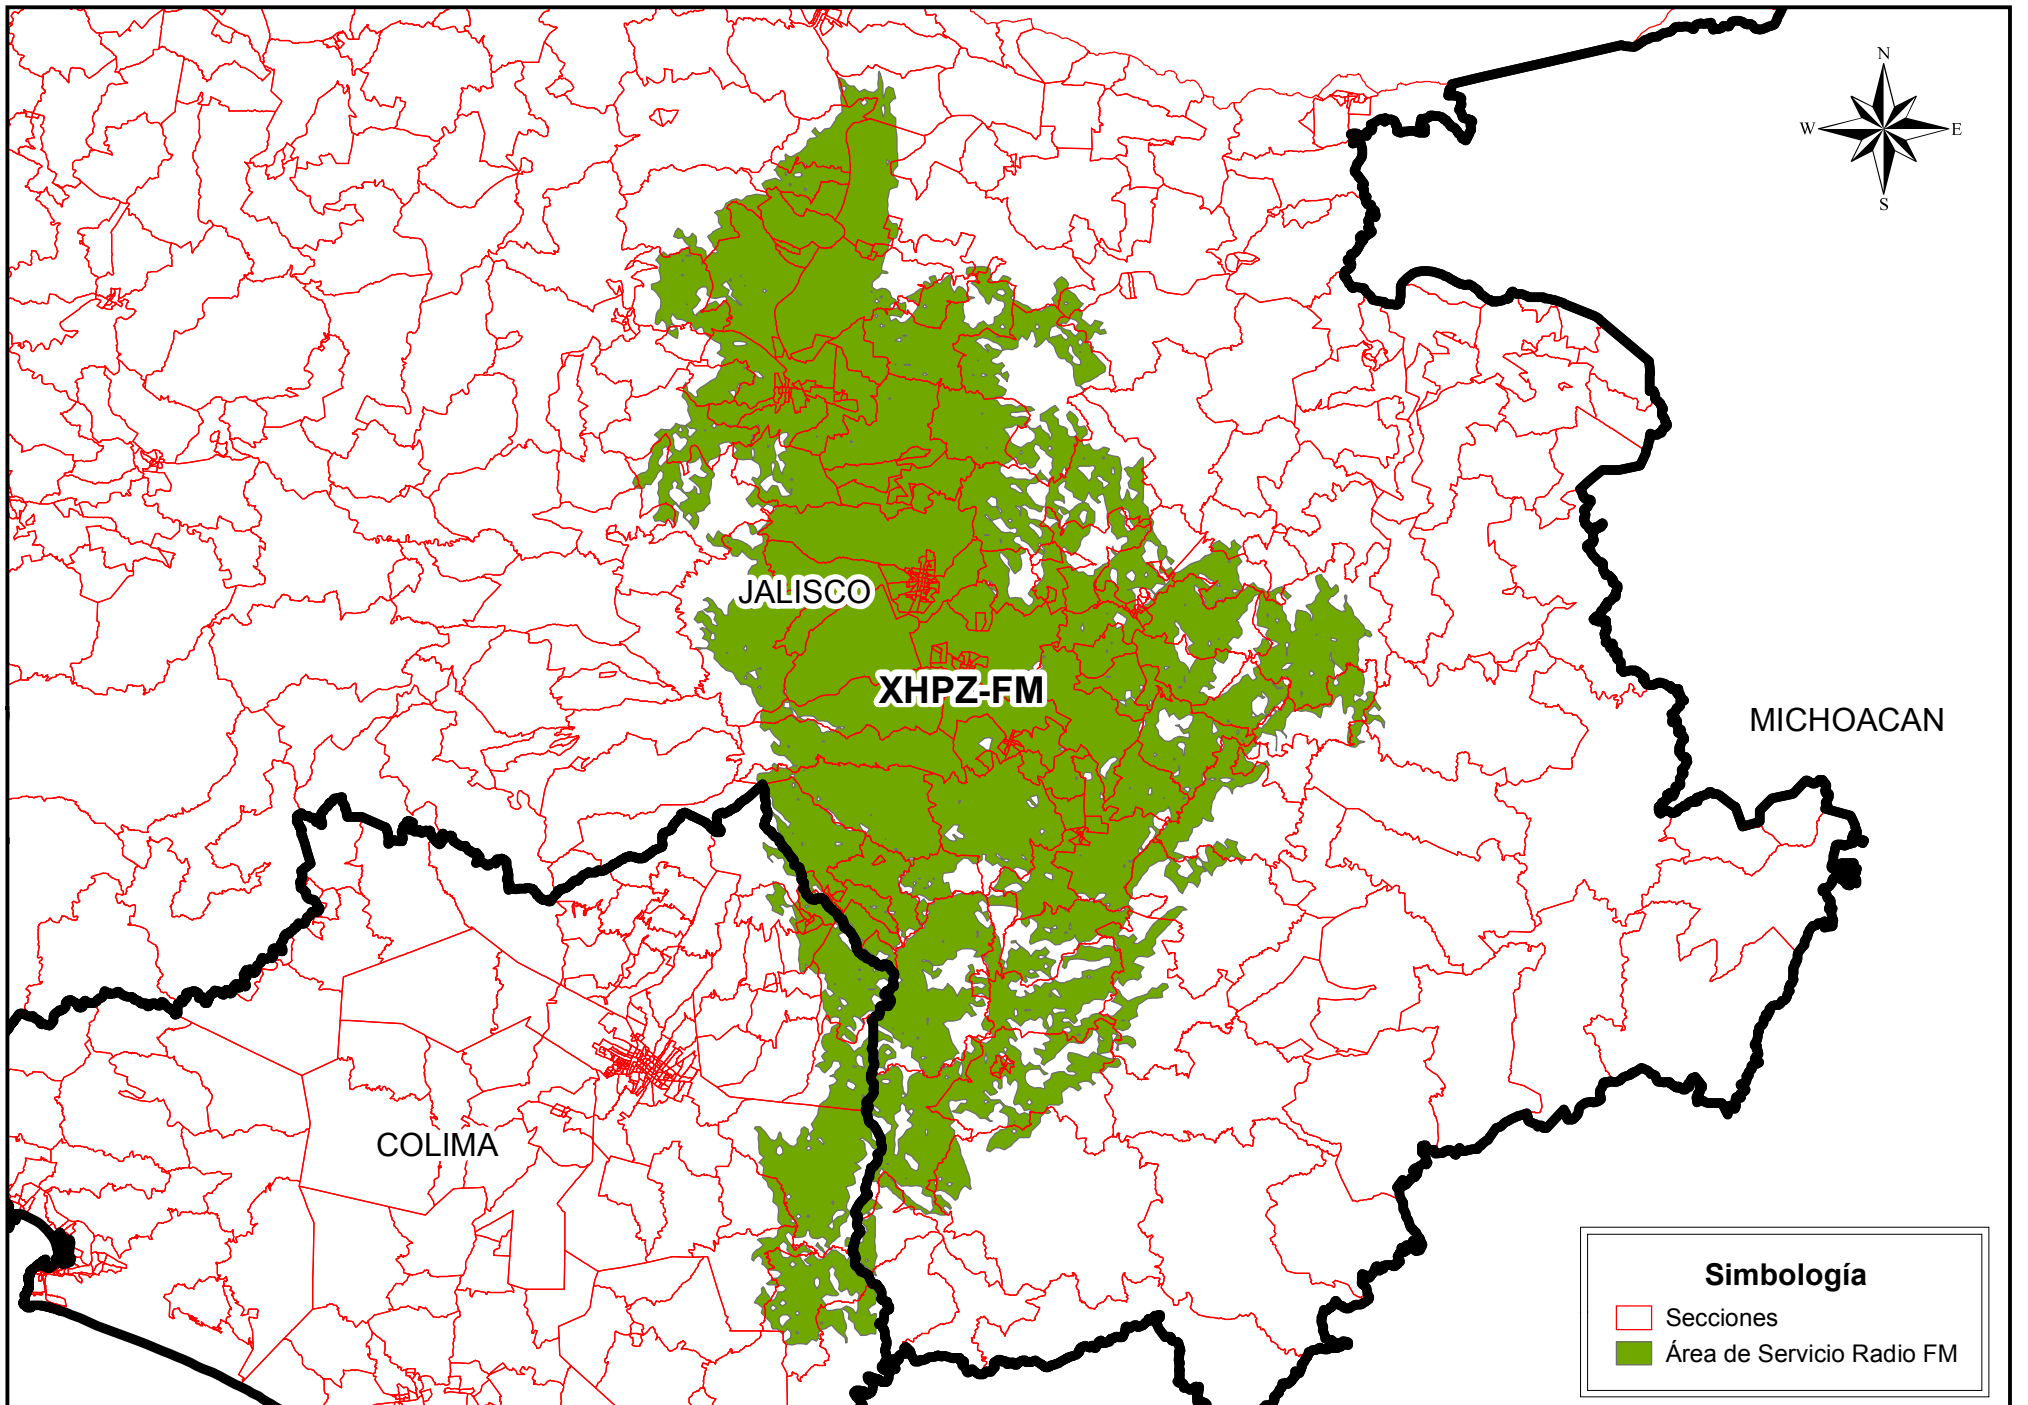 N
W E
S
JALISCO
XHPZ-FM
MICHOACAN
COLIMA
Simbología
Secciones
Área de Servicio Radio FM